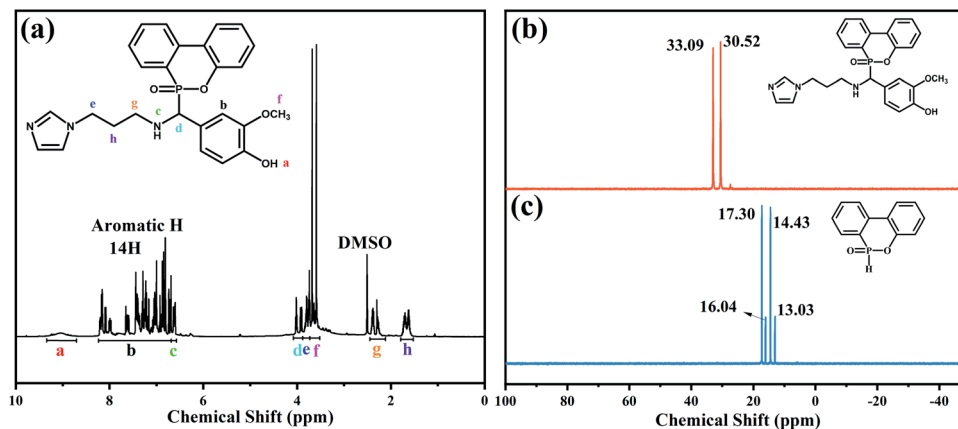 (a)
O=P-O
e
g
c
b
f
N
N
NH
d
OCH₃
h
OH a
Aromatic H
14H
DMSO
a
b
c
d
e
f
g
h
10
8
6
4
2
0
Chemical Shift (ppm)
(b)
33.09
30.52
O=P-O
N
N
NH
OCH₃
OH
(c)
17.30
14.43
16.04
13.03
O=P-O
H
100
80
60
40
20
0
-20
-40
Chemical Shift (ppm)